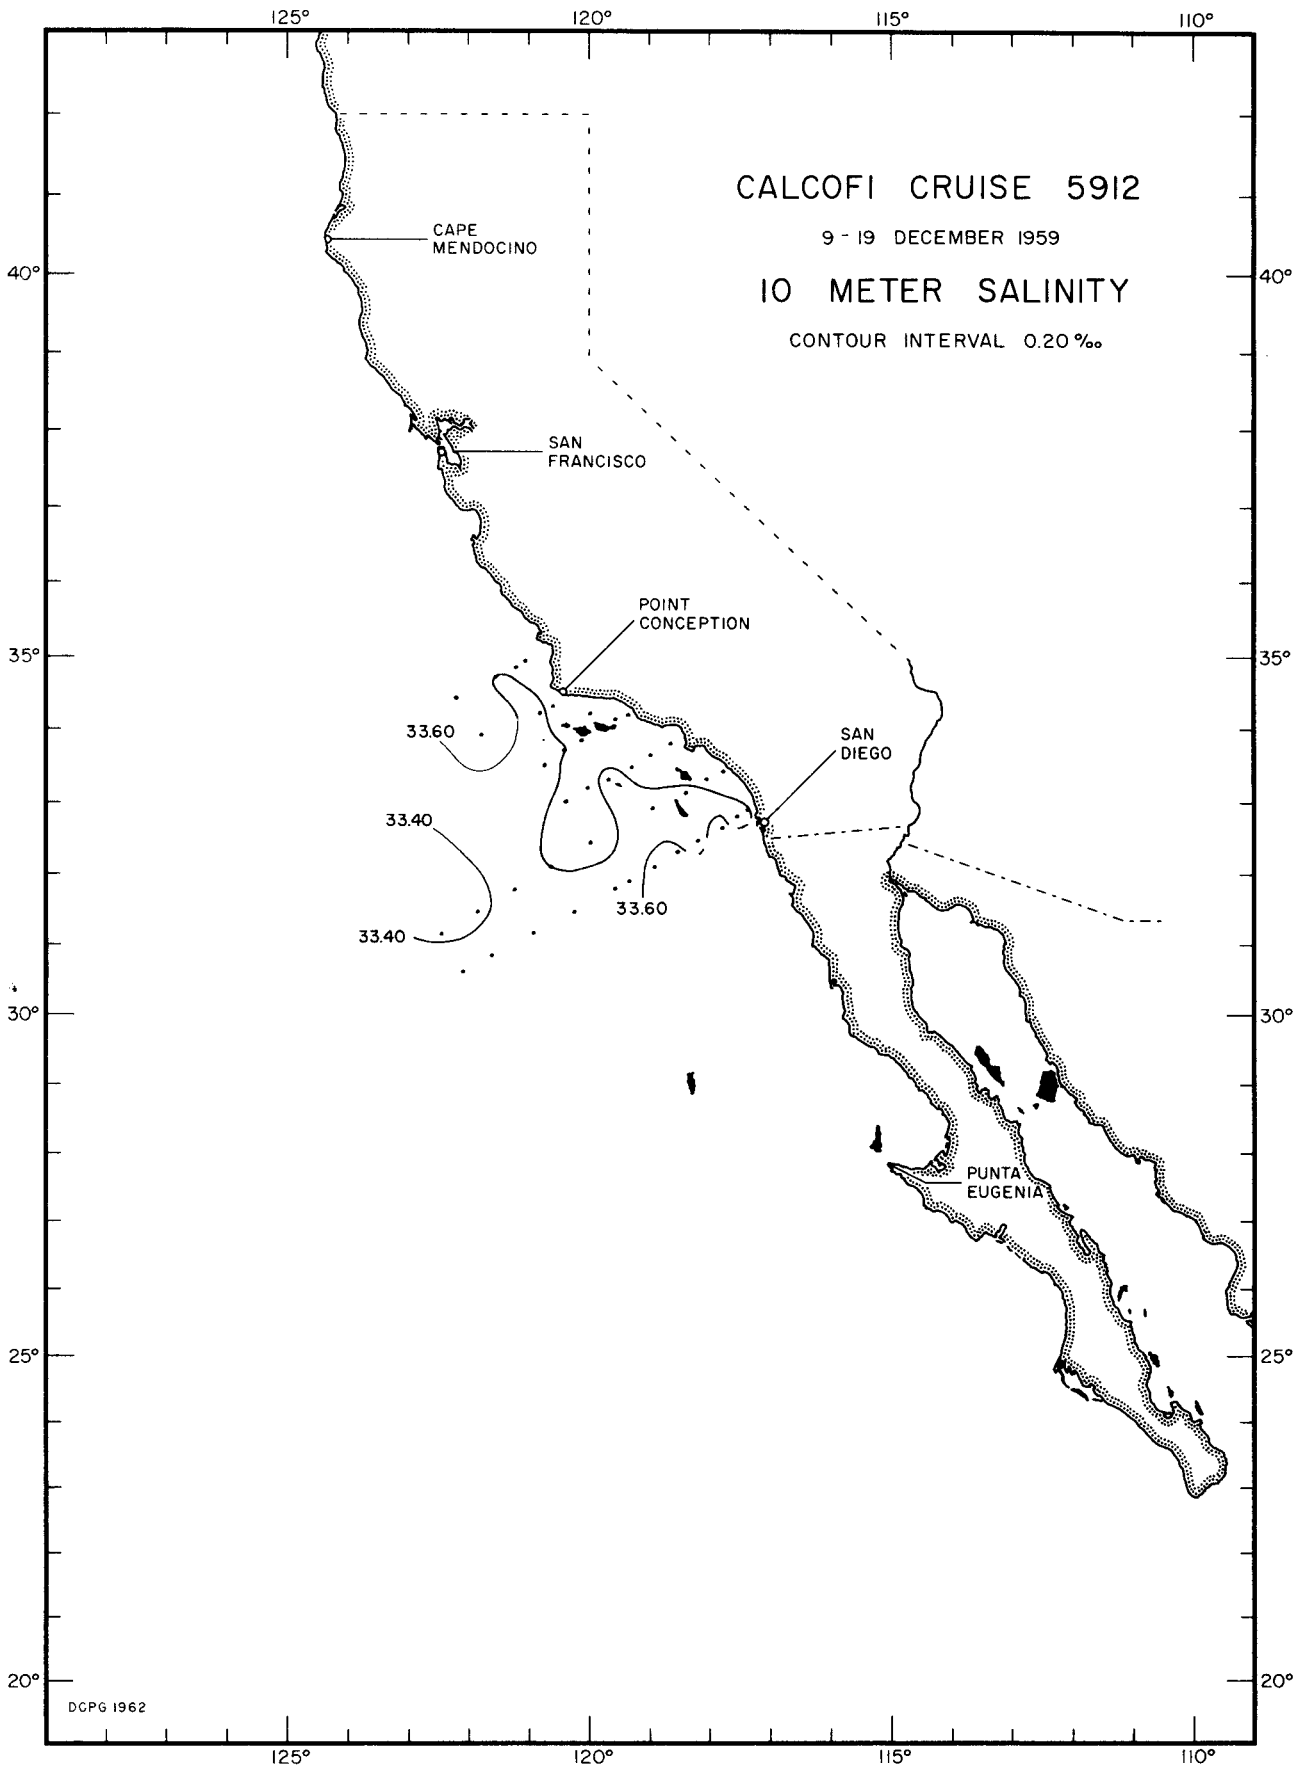 125° 120° 115° 110°
CALCOFI CRUISE 5912
9-19 DECEMBER 1959
10 METER SALINITY
CONTOUR INTERVAL 0.20‰
CAPE
MENDOCINO
40° 40°
SAN
FRANCISCO
POINT
CONCEPTION
35° 35°
33.60
SAN
DIEGO
33.40
33.60
33.40
30° 30°
PUNTA
EUGENIA
25° 25°
20° 20°
DCPG 1962
125° 120° 115° 110°